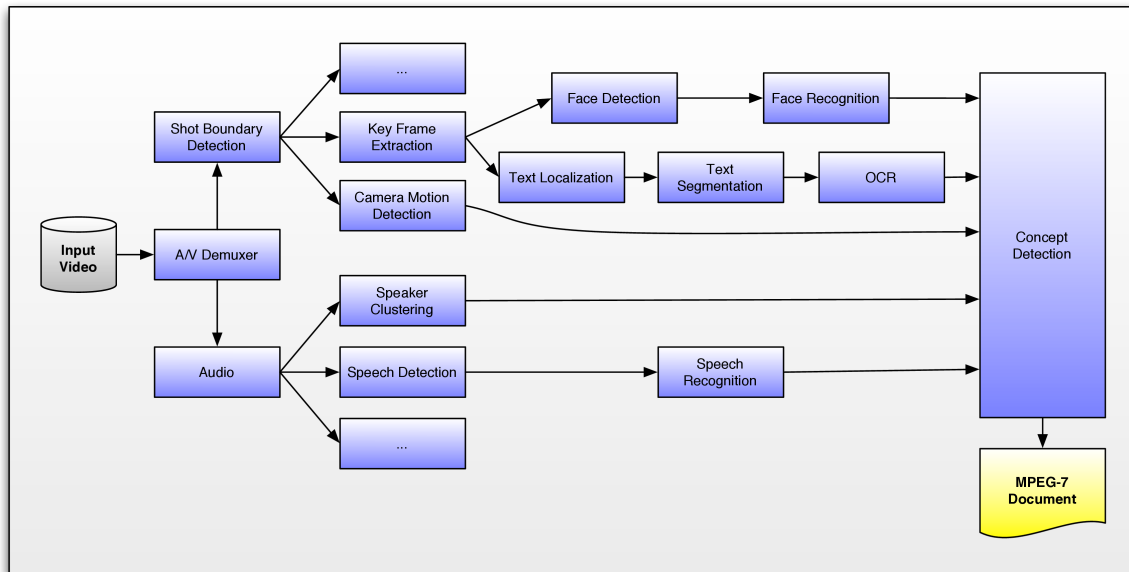 ...
Face Detection
Face Recognition
Shot Boundary
Detection
Key Frame
Extraction
Text Localization
Text
Segmentation
OCR
Camera Motion
Detection
Input
Video
A/V Demuxer
Concept
Detection
Speaker
Clustering
Audio
Speech Detection
Speech
Recognition
...
MPEG-7
Document